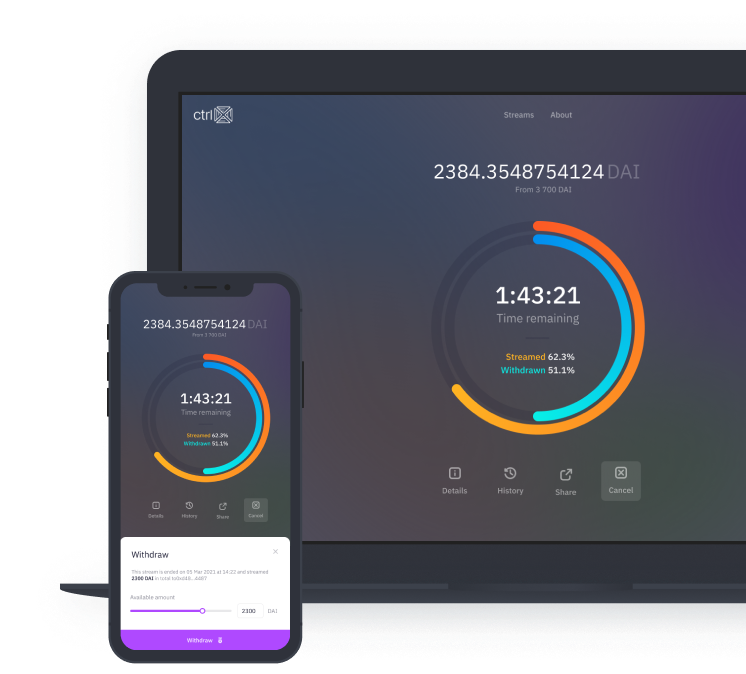 ctrl
Streams About
2384.3548754124 DAI
From 3 700 DAI
1:43:21
Time remaining
Streamed 62.3%
Withdrawn 51.1%
Details History Share Cancel
2384.3548754124 DAI
From 3 700 DAI
1:43:21
Time remaining
Streamed 62.3%
Withdrawn 51.1%
Details History Share Cancel
Withdraw
This stream is ended on 05 Mar 2021 at 14:22 and streamed
2300 DAI in total
Available amount
2300 DAI
Withdraw